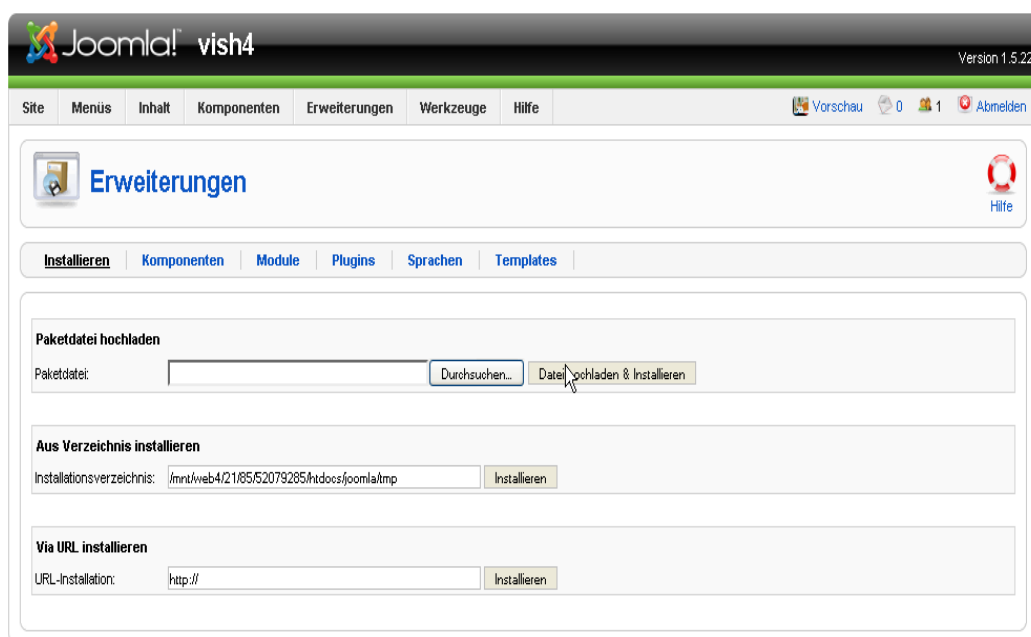 Joomla! vish4
Version 1.5.22
Site Menüs Inhalt Komponenten Erweiterungen Werkzeuge Hilfe Vorschau 0 1 Abmelden
Erweiterungen
Hilfe
Installieren Komponenten Module Plugins Sprachen Templates
Paketdatei hochladen
Paketdatei: Durchsuchen... Datei hochladen & Installieren
Aus Verzeichnis installieren
Installationsverzeichnis: /mnt/web4/21/85/52079285/htdocs/joomla/tmp Installieren
Via URL installieren
URL-Installation: http:// Installieren